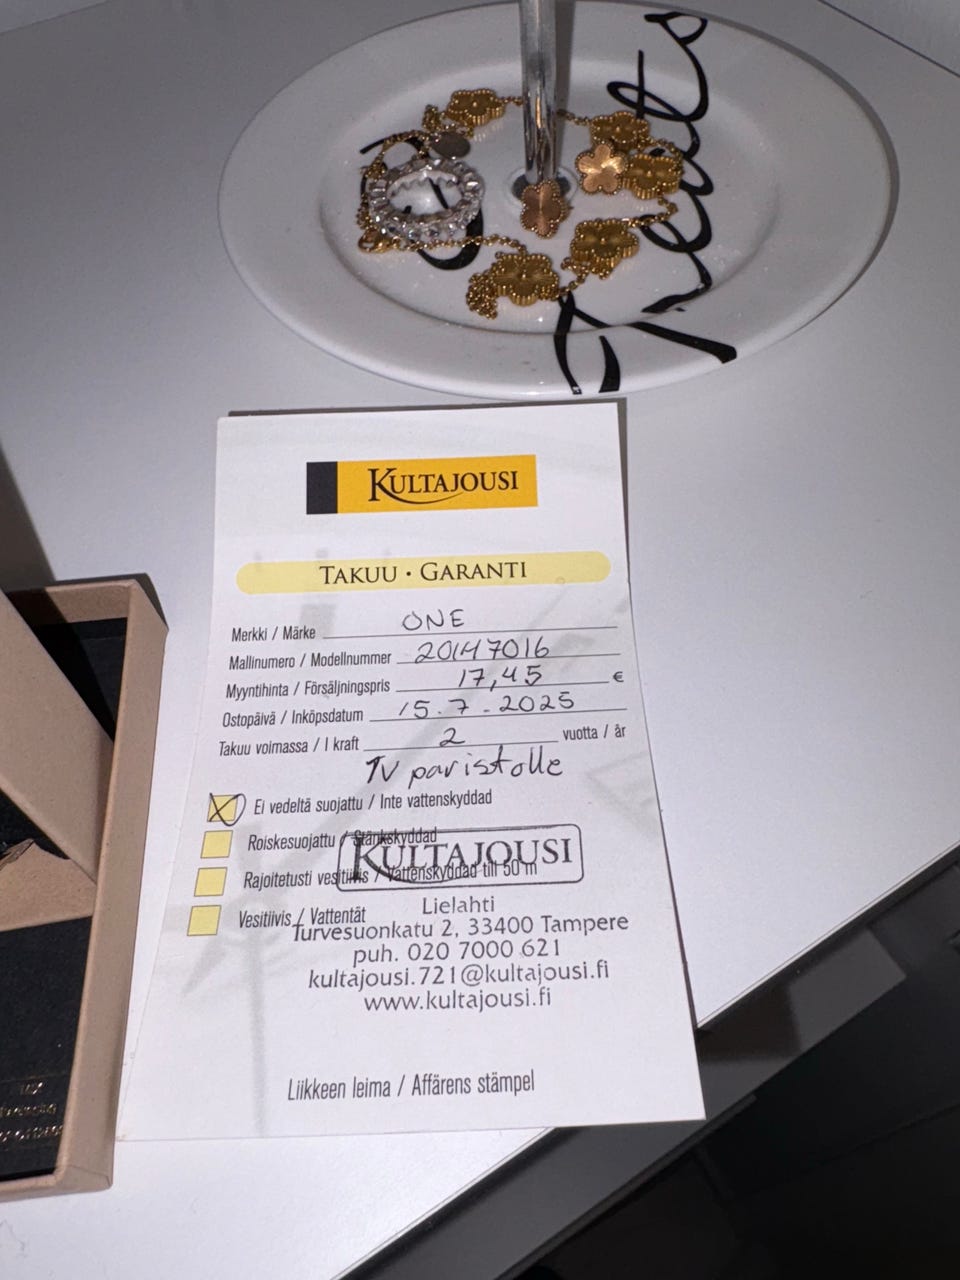 Treats
KULTAJOUSI
TAKUU · GARANTI
Merkki / Märke ONE
Mallinumero / Modellnummer 20147016
Myyntihinta / Försäljningspris 17,45 €
Ostopäivä / Inköpsdatum 15.7.2025
Takuu voimassa / I kraft 2 vuotta / år
1v paristolle
Ei vedeltä suojattu / Inte vattenskyddad
Roiskesuojattu / Stänkskyddad
KULTAJOUSI
Rajoitetusti vesitiivis / Vattenskyddad till 50 m
Vesitiivis / Vattentät
Lielahti
Turvesuonkatu 2, 33400 Tampere
puh. 020 7000 621
kultajousi.721@kultajousi.fi
www.kultajousi.fi
Liikkeen leima / Affärens stämpel